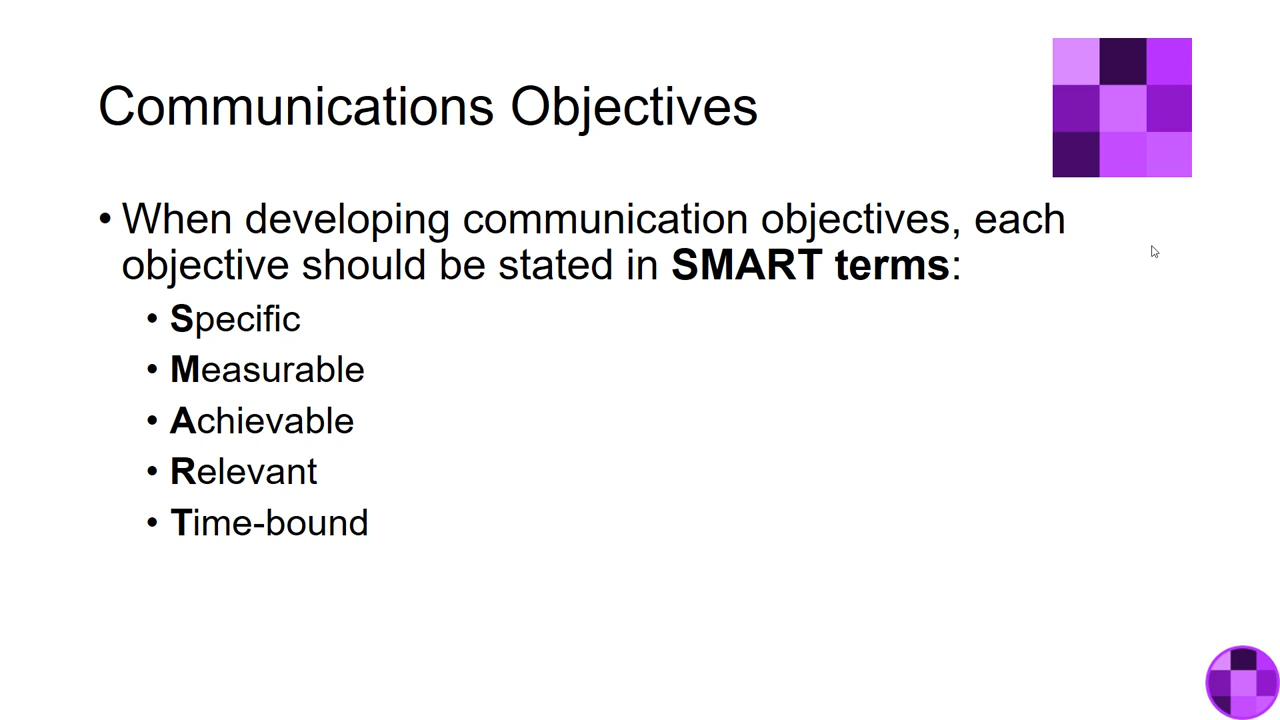 Communications Objectives
• When developing communication objectives, each
objective should be stated in SMART terms:
• Specific
• Measurable
• Achievable
• Relevant
• Time-bound